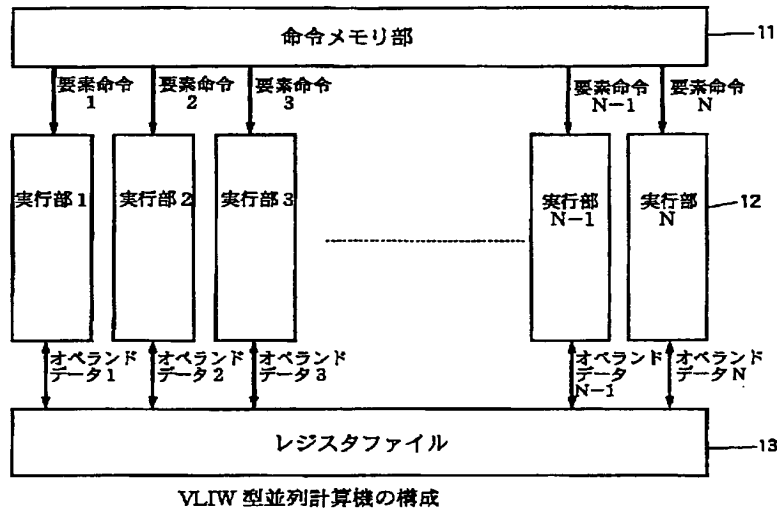 命令メモリ部
11
要素命令
1
要素命令
2
要素命令
3
要素命令
N-1
要素命令
N
実行部1
実行部2
実行部3
実行部
N-1
実行部
N
12
オペランド
データ1
オペランド
データ2
オペランド
データ3
オペランド
データ
N-1
オペランド
データN
レジスタファイル
13
VLIW 型並列計算機の構成